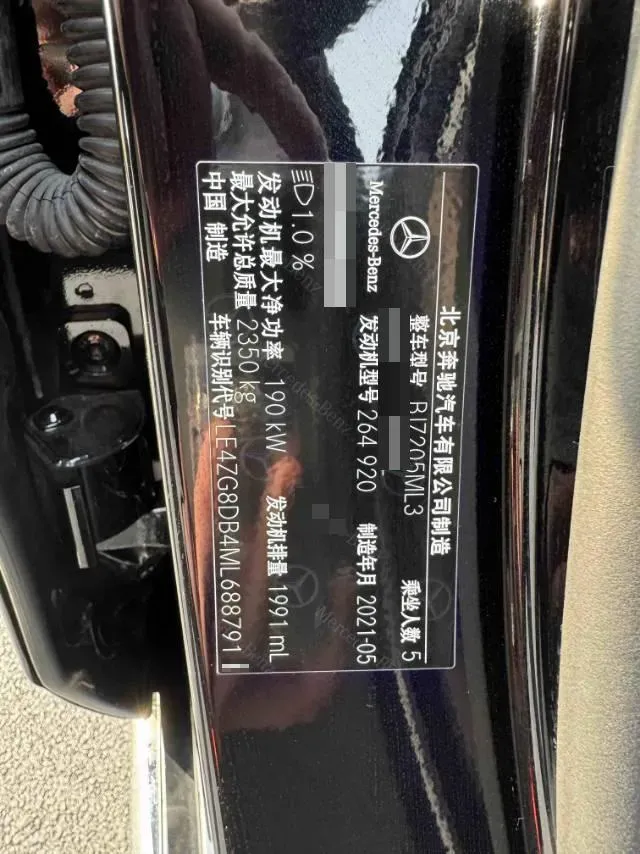 北京奔驰汽车有限公司制造
整车型号 BJ7205ML3 乘坐人数 5
Mercedes-Benz 发动机型号 264 920 制造年月 2021-05
1.0 %
发动机最大净功率 190 kW 发动机排量 1991 mL
最大允许总质量 2350 kg
中国 制造 车辆识别代号 LE4ZG8DB4ML688791